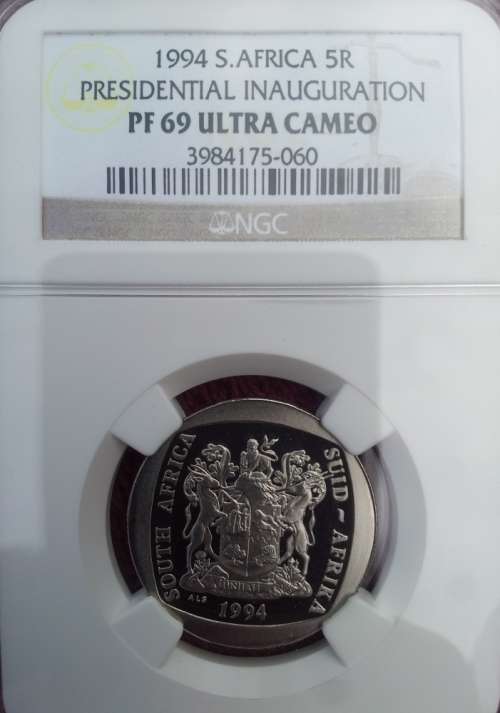 1994 S.AFRICA 5R
PRESIDENTIAL INAUGURATION
PF 69 ULTRA CAMEO
3984175-060
NGC
SOUTH AFRICA
SUID ~ AFRIKA
ALS
1994